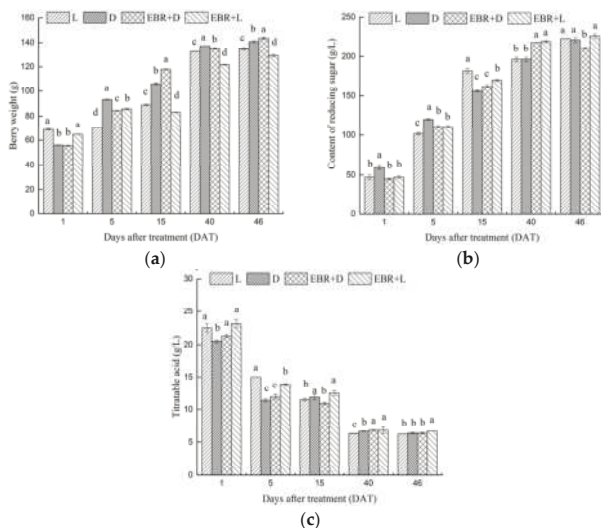 L D EBR+D EBR+L
160
140
120
100
80
60
40
20
0
Berry weight (g)
a b b a
d a c b
c b a d
c a b d
c b a d
1 5 15 40 46
Days after treatment (DAT)
(a)
L D EBR+D EBR+L
250
200
150
100
50
0
Content of reducing sugar (g/L)
b a b b
c a b b
a c c b
b b a a
a a b a
1 5 15 40 46
Days after treatment (DAT)
(b)
L D EBR+D EBR+L
30
25
20
15
10
5
0
Titratable acid (g/L)
a b a a
a c c b
b a b a
c b a a
b b b a
1 5 15 40 46
Days after treatment (DAT)
(c)